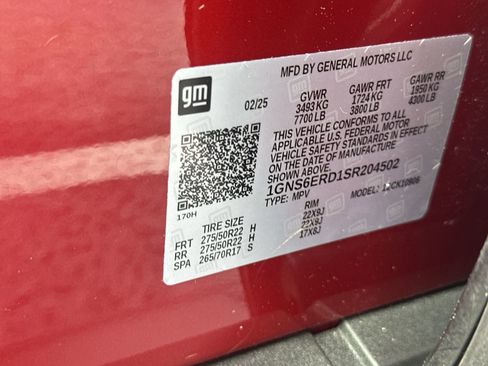 gm
MFD BY GENERAL MOTORS LLC
02/25 GVWR GAWR FRT GAWR RR
3493 KG 1724 KG 1950 KG
7700 LB 3800 LB 4300 LB
THIS VEHICLE CONFORMS TO ALL
APPLICABLE U.S. FEDERAL MOTOR
VEHICLE SAFETY STANDARDS IN EFFECT
ON THE DATE OF MANUFACTURE
SHOWN ABOVE.
1GNS6ERD1SR204502
TYPE: MPV MODEL: 12CK10906
170H
TIRE SIZE RIM
FRT 275/50R22 H 22X9J
RR 275/50R22 H 22X9J
SPA 265/70R17 S 17X8J